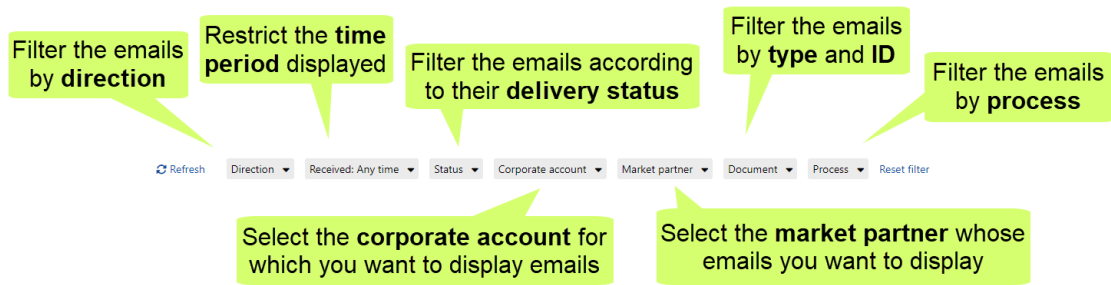 Filter the emails
by direction
Restrict the time
period displayed
Filter the emails according
to their delivery status
Filter the emails
by type and ID
Filter the emails
by process
Refresh Direction Received: Any time Status Corporate account Market partner Document Process Reset filter
Select the corporate account for
which you want to display emails
Select the market partner whose
emails you want to display